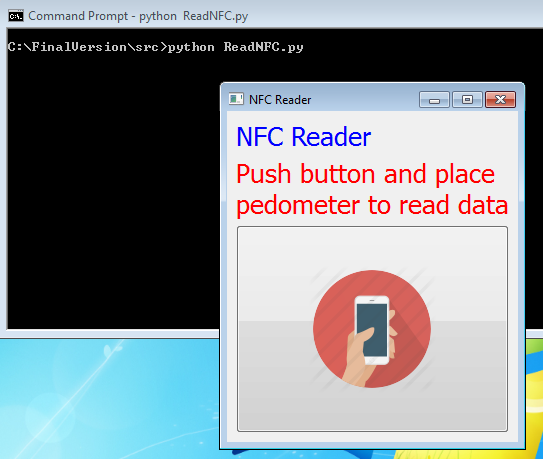 Command Prompt - python  ReadNFC.py
C:\FinalVersion\src>python ReadNFC.py
NFC Reader
NFC Reader
Push button and place
pedometer to read data